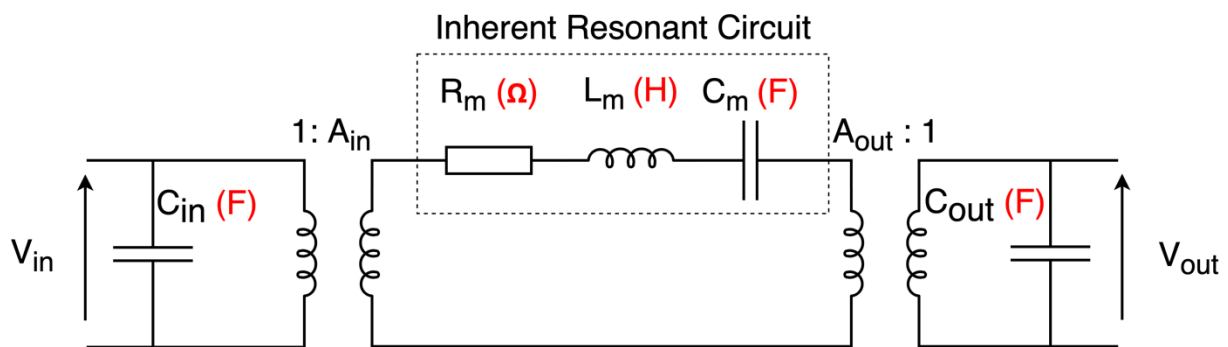 Inherent Resonant Circuit
Rm (Ω) Lm (H) Cm (F)
1: Ain Aout : 1
Cin (F) Cout (F)
Vin Vout